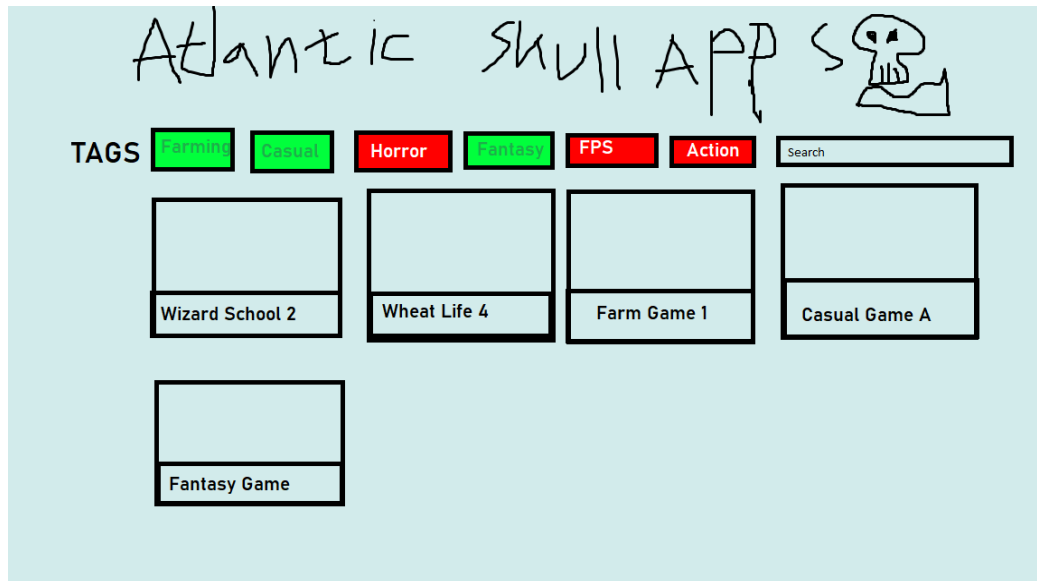 Atlantic Skull APPS
TAGS Farming Casual Horror Fantasy FPS Action Search
Wizard School 2 Wheat Life 4 Farm Game 1 Casual Game A
Fantasy Game